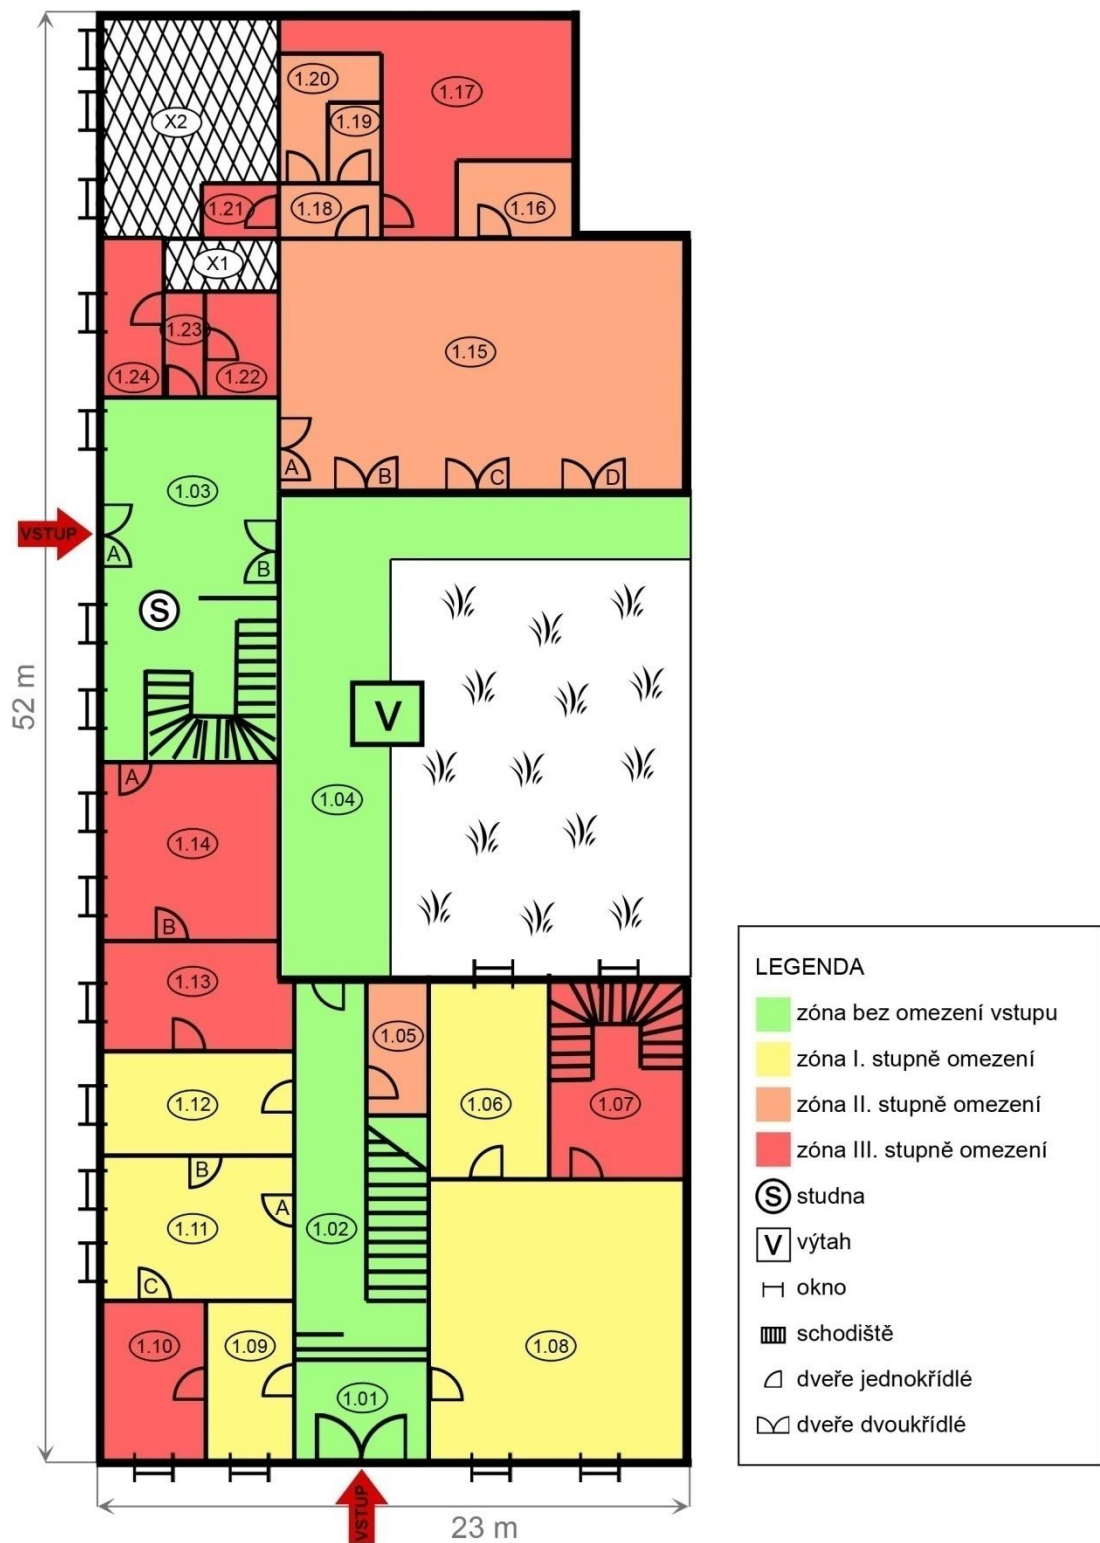 1.20
1.17
X2
1.19
1.21
1.18
1.16
X1
1.23
1.15
1.24
1.22
A
B
C
D
1.03
VSTUP
A
B
S
52 m
V
A
1.04
1.14
B
1.13
1.05
1.12
1.06
1.07
B
A
1.11
1.02
C
1.10
1.09
1.08
1.01
VSTUP
23 m
LEGENDA
zóna bez omezení vstupu
zóna I. stupně omezení
zóna II. stupně omezení
zóna III. stupně omezení
S studna
V výtah
okno
schodiště
dveře jednokřídlé
dveře dvoukřídlé